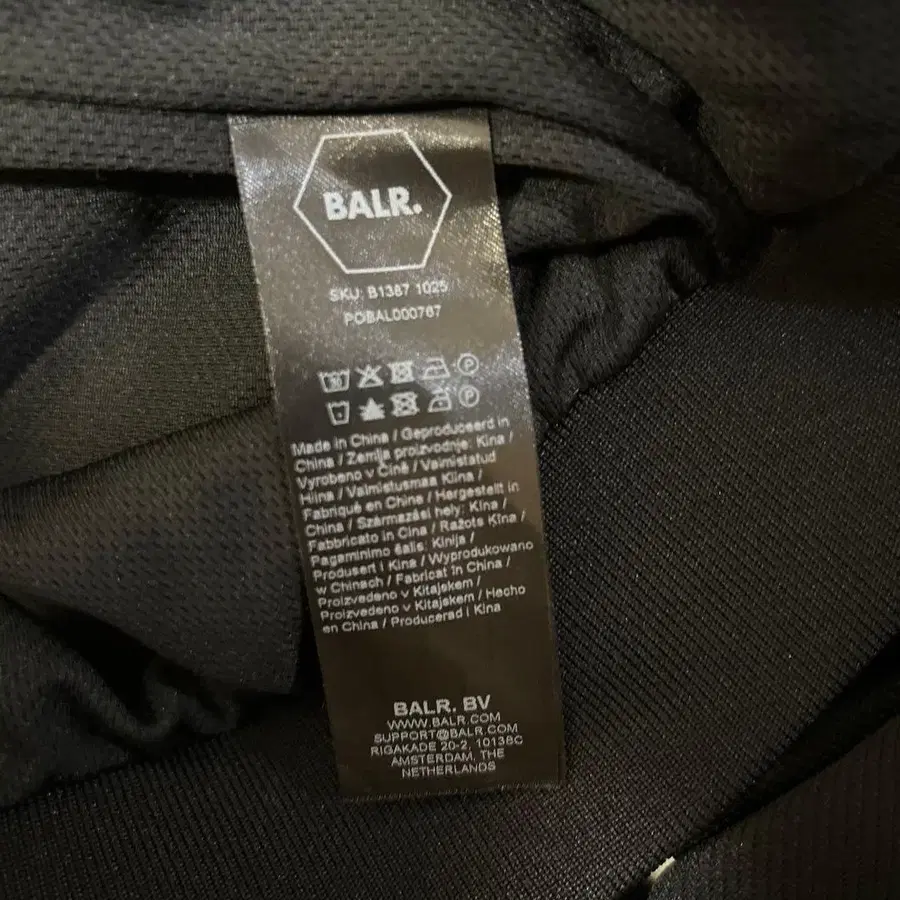 BALR.
SKU: B1387 1025
POBAL000767
Made in China / Geproduceerd in
China / Zemlja proizvodnje: Kina /
Vyrobeno v Číně / Valmistatud
Hiina / Valmistusmaa Kiina /
Fabriqué en China / Hergestellt in
China / Származási hely: Kína /
Fabbricato in Cina / Ražots Ķīna /
Pagaminimo šalis: Kinija /
Produsert i Kina / Wyprodukowano
w Chinach / Fabricat în China /
Proizvedeno v Kitajskem /
Proizvedeno v Kitajskem / Hecho
en China / Producerad i Kina
BALR. BV
WWW.BALR.COM
SUPPORT@BALR.COM
RIGAKADE 20-2, 1013BC
AMSTERDAM, THE
NETHERLANDS